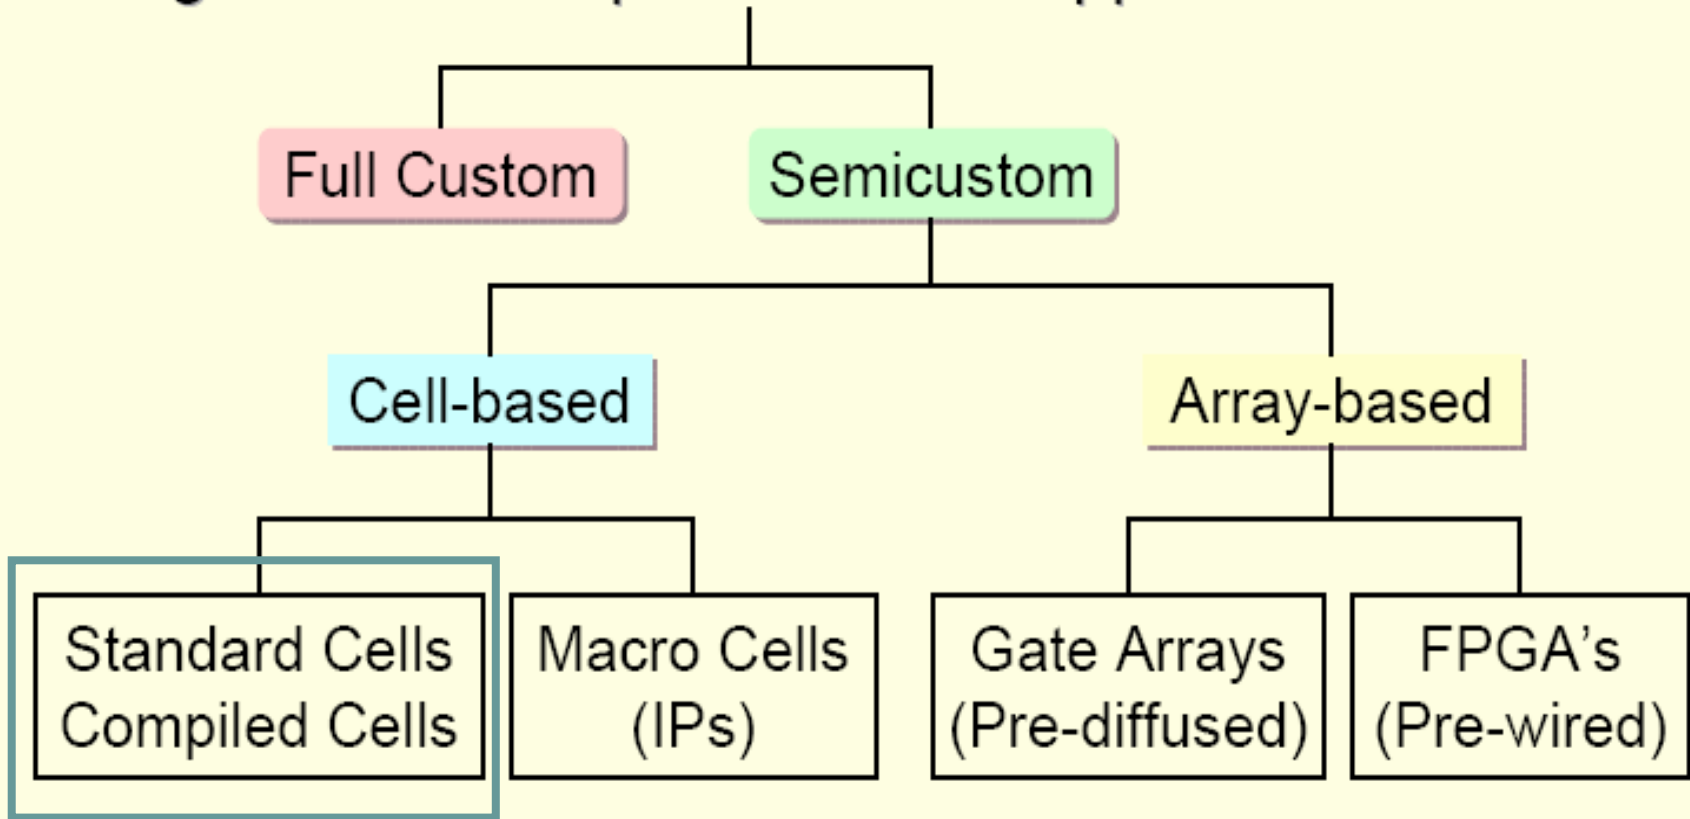 Full Custom
Semicustom
Cell-based
Array-based
Standard Cells
Compiled Cells
Macro Cells
(IPs)
Gate Arrays
(Pre-diffused)
FPGA’s
(Pre-wired)